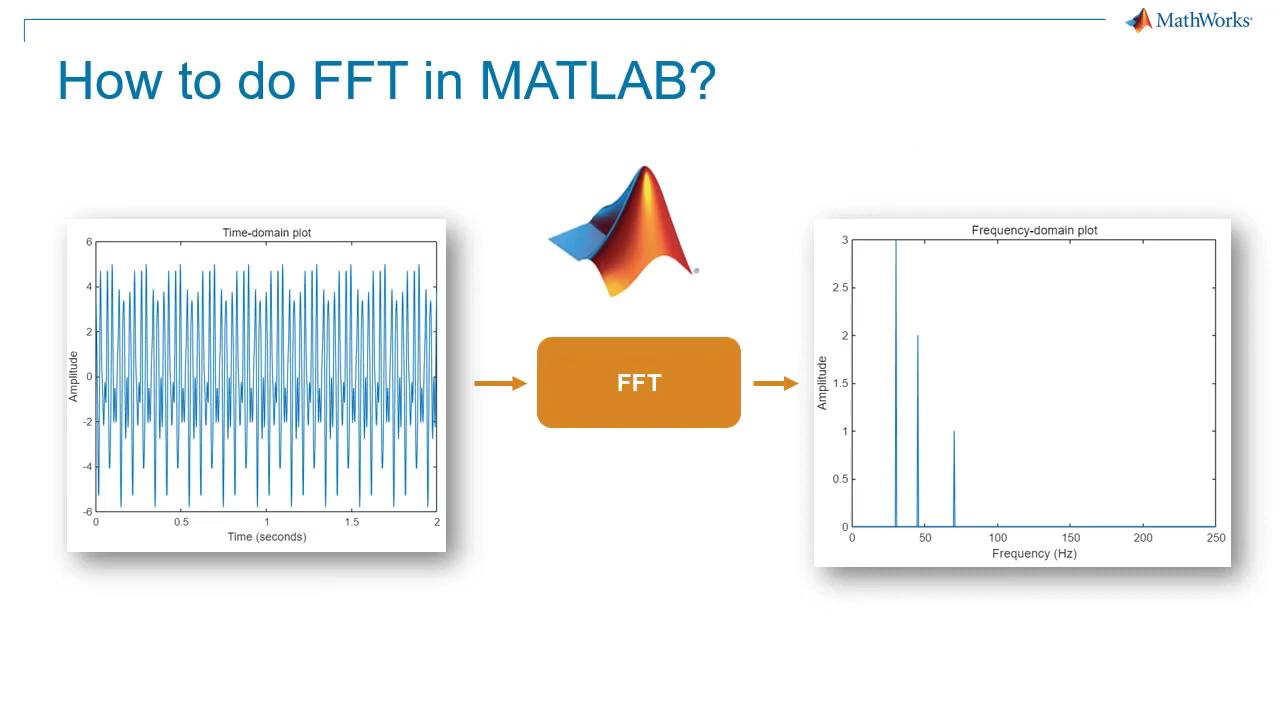 MathWorks®
How to do FFT in MATLAB?
Time-domain plot
6
4
2
0
-2
-4
-6
Amplitude
0 0.5 1 1.5 2
Time (seconds)
®
FFT
Frequency-domain plot
3
2.5
2
1.5
1
0.5
0
Amplitude
0 50 100 150 200 250
Frequency (Hz)